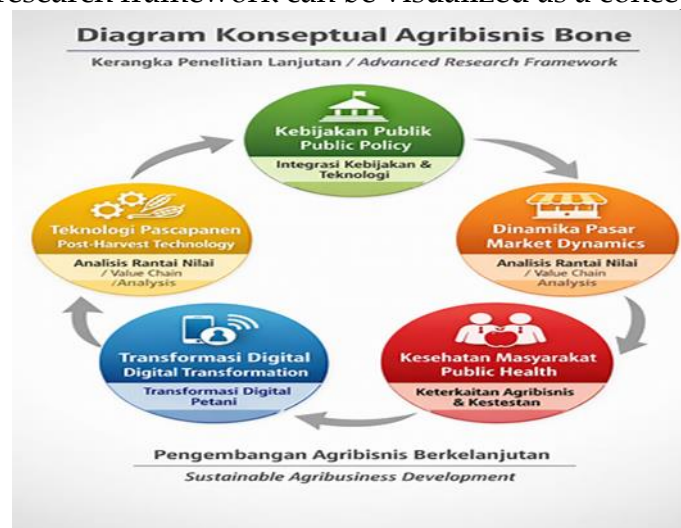 research framework can be visualized as a conce
Diagram Konseptual Agribisnis Bone
Kerangka Penelitian Lanjutan / Advanced Research Framework
Kebijakan Publik
Public Policy
Integrasi Kebijakan &
Teknologi
Dinamika Pasar
Market Dynamics
Analisis Rantai Nilai
/ Value Chain
Analysis
Kesehatan Masyarakat
Public Health
Keterkaitan Agribisnis
& Kestestan
Transformasi Digital
Digital Transformation
Transformasi Digital
Petani
Teknologi Pascapanen
Post-Harvest Technology
Analisis Rantai Nilai
/ Value Chain
/Analysis
Pengembangan Agribisnis Berkelanjutan
Sustainable Agribusiness Development